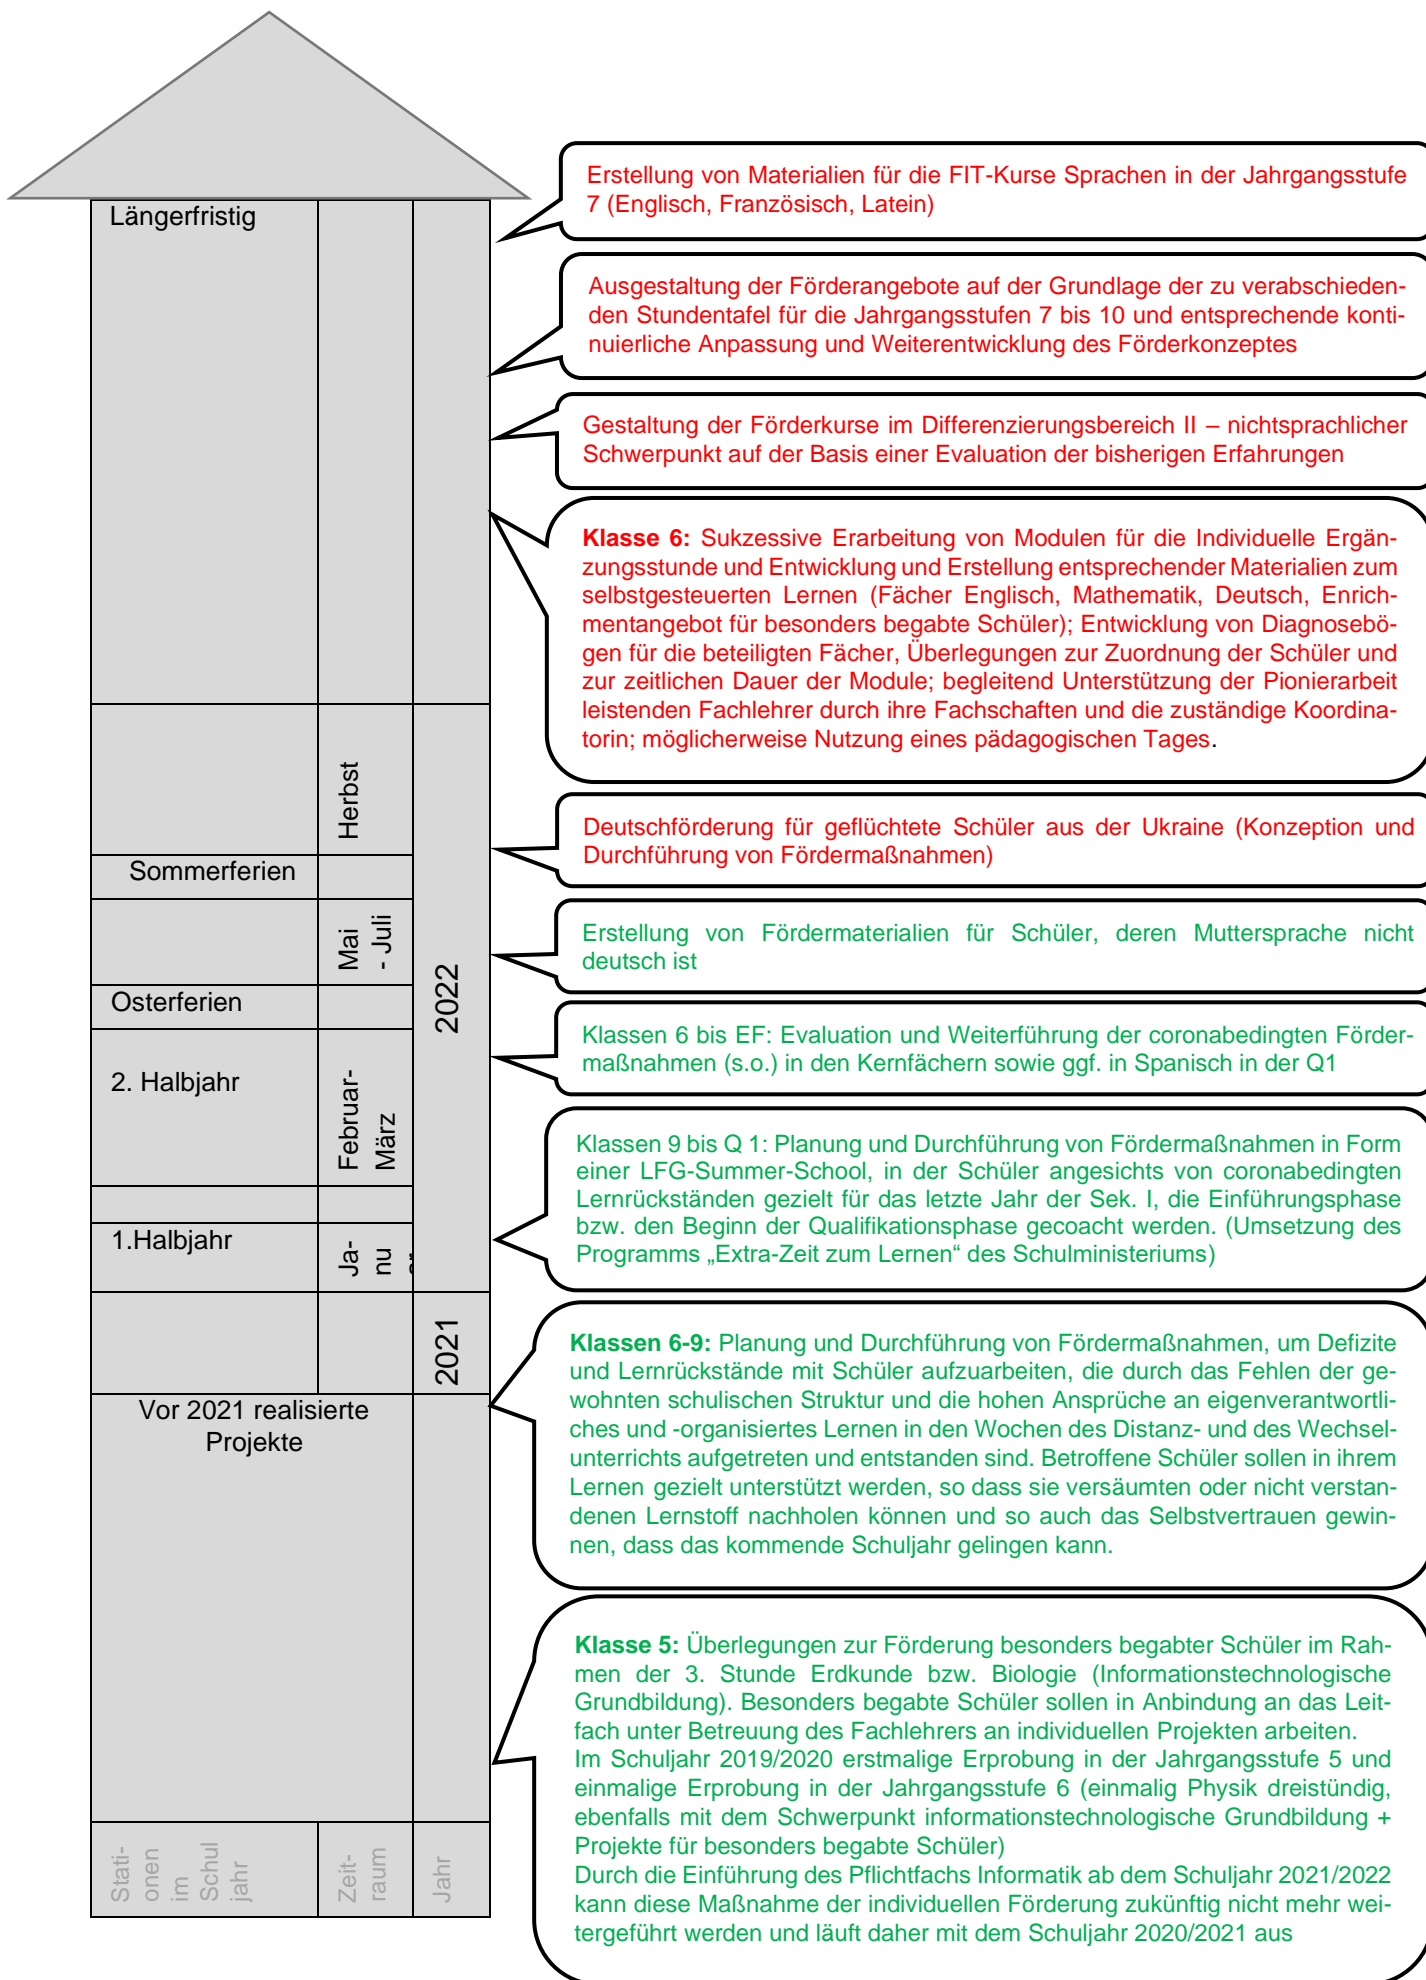 Erstellung von Materialien für die FIT-Kurse Sprachen in der Jahrgangsstufe
7 (Englisch, Französisch, Latein)
Längerfristig
Ausgestaltung der Förderangebote auf der Grundlage der zu verabschieden-
den Stundentafel für die Jahrgangsstufen 7 bis 10 und entsprechende konti-
nuierliche Anpassung und Weiterentwicklung des Förderkonzeptes
Gestaltung der Förderkurse im Differenzierungsbereich II – nichtsprachlicher
Schwerpunkt auf der Basis einer Evaluation der bisherigen Erfahrungen
Klasse 6: Sukzessive Erarbeitung von Modulen für die Individuelle Ergän-
zungsstunde und Entwicklung und Erstellung entsprechender Materialien zum
selbstgesteuerten Lernen (Fächer Englisch, Mathematik, Deutsch, Enrich-
mentangebot für besonders begabte Schüler); Entwicklung von Diagnosebö-
gen für die beteiligten Fächer, Überlegungen zur Zuordnung der Schüler und
zur zeitlichen Dauer der Module; begleitend Unterstützung der Pionierarbeit
leistenden Fachlehrer durch ihre Fachschaften und die zuständige Koordina-
torin; möglicherweise Nutzung eines pädagogischen Tages.
Herbst
Deutschförderung für geflüchtete Schüler aus der Ukraine (Konzeption und
Durchführung von Fördermaßnahmen)
Sommerferien
Mai
- Juli
Erstellung von Fördermaterialien für Schüler, deren Muttersprache nicht
deutsch ist
2022
Osterferien
Klassen 6 bis EF: Evaluation und Weiterführung der coronabedingten Förder-
maßnahmen (s.o.) in den Kernfächern sowie ggf. in Spanisch in der Q1
2. Halbjahr
Februar-
März
Klassen 9 bis Q 1: Planung und Durchführung von Fördermaßnahmen in Form
einer LFG-Summer-School, in der Schüler angesichts von coronabedingten
Lernrückständen gezielt für das letzte Jahr der Sek. I, die Einführungsphase
bzw. den Beginn der Qualifikationsphase gecoacht werden. (Umsetzung des
Programms „Extra-Zeit zum Lernen“ des Schulministeriums)
1.Halbjahr
Ja-
nu
2021
Klassen 6-9: Planung und Durchführung von Fördermaßnahmen, um Defizite
und Lernrückstände mit Schüler aufzuarbeiten, die durch das Fehlen der ge-
wohnten schulischen Struktur und die hohen Ansprüche an eigenverantwortli-
ches und -organisiertes Lernen in den Wochen des Distanz- und des Wechsel-
unterrichts aufgetreten und entstanden sind. Betroffene Schüler sollen in ihrem
Lernen gezielt unterstützt werden, so dass sie versäumten oder nicht verstan-
denen Lernstoff nachholen können und so auch das Selbstvertrauen gewin-
nen, dass das kommende Schuljahr gelingen kann.
Vor 2021 realisierte
Projekte
Klasse 5: Überlegungen zur Förderung besonders begabter Schüler im Rah-
men der 3. Stunde Erdkunde bzw. Biologie (Informationstechnologische
Grundbildung). Besonders begabte Schüler sollen in Anbindung an das Leit-
fach unter Betreuung des Fachlehrers an individuellen Projekten arbeiten.
Im Schuljahr 2019/2020 erstmalige Erprobung in der Jahrgangsstufe 5 und
einmalige Erprobung in der Jahrgangsstufe 6 (einmalig Physik dreistündig,
ebenfalls mit dem Schwerpunkt informationstechnologische Grundbildung +
Projekte für besonders begabte Schüler)
Durch die Einführung des Pflichtfachs Informatik ab dem Schuljahr 2021/2022
kann diese Maßnahme der individuellen Förderung zukünftig nicht mehr wei-
tergeführt werden und läuft daher mit dem Schuljahr 2020/2021 aus
Stati-
onen
im
Schul
jahr
Zeit-
raum
Jahr